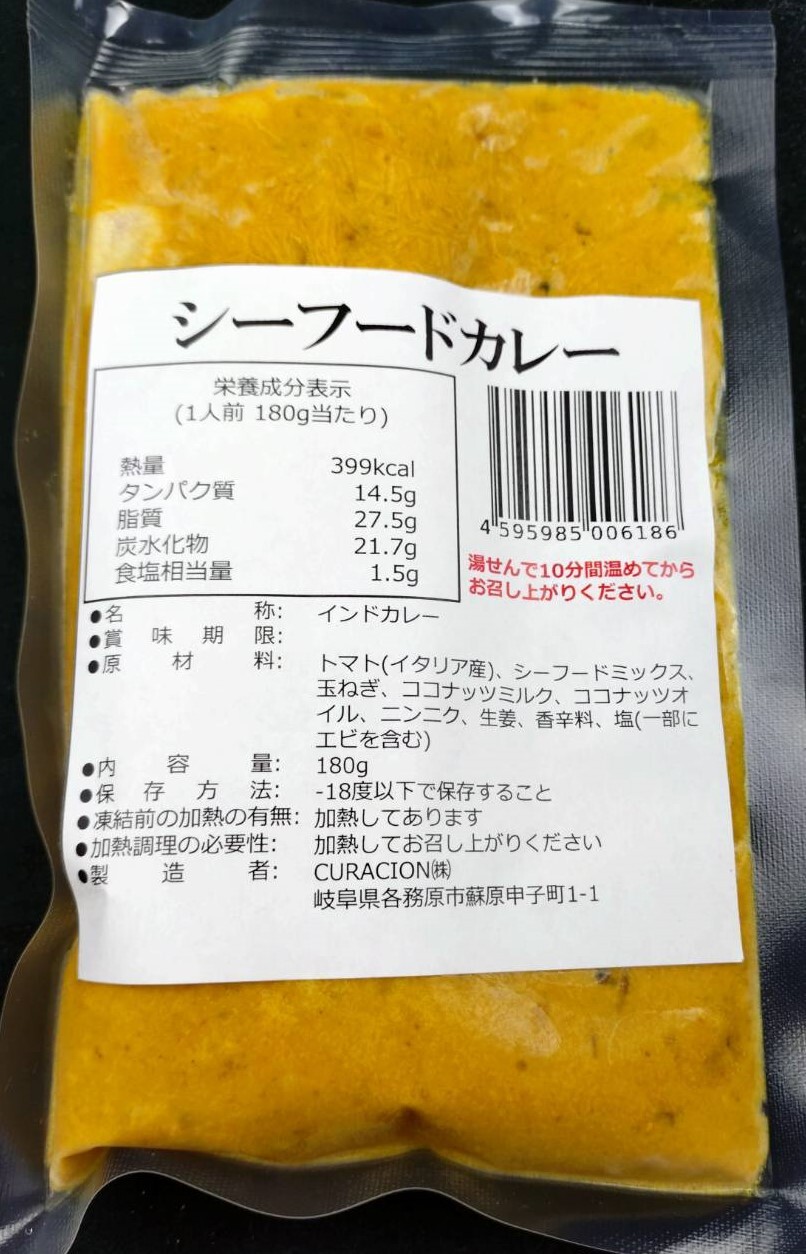 シーフードカレー
栄養成分表示
(1人前 180g当たり)
熱量 399kcal
タンパク質 14.5g
脂質 27.5g
炭水化物 21.7g
食塩相当量 1.5g
4 595985 006186
湯せんで10分間温めてから
お召し上がりください。
●名称: インドカレー
●賞味期限:
●原材料: トマト(イタリア産)、シーフードミックス、
玉ねぎ、ココナッツミルク、ココナッツオ
イル、ニンニク、生姜、香辛料、塩(一部に
エビを含む)
●内容量: 180g
●保存方法: -18度以下で保存すること
●凍結前の加熱の有無: 加熱してあります
●加熱調理の必要性: 加熱してお召し上がりください
●製造者: CURACION㈱
岐阜県各務原市蘇原申子町1-1